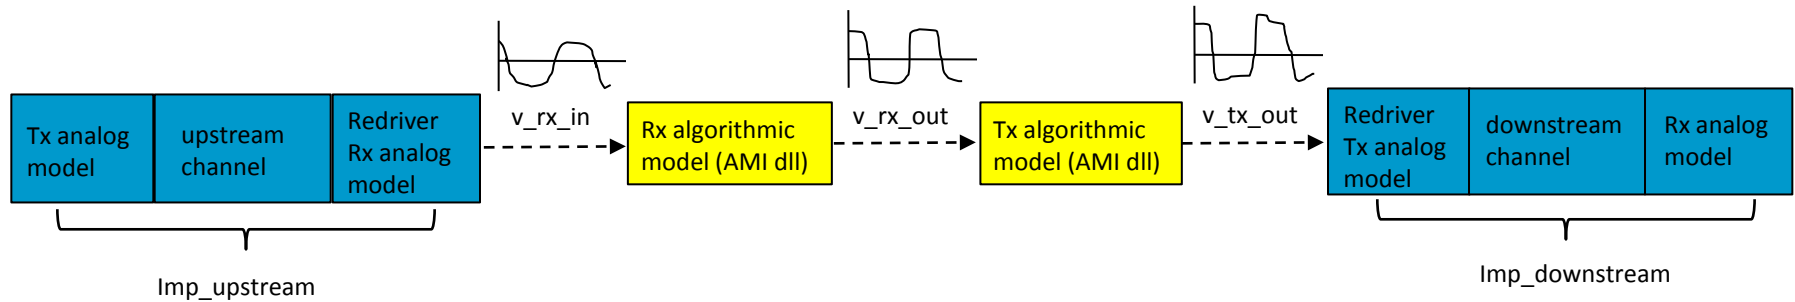 v_rx_in
v_rx_out
v_tx_out
Tx analog
model
upstream
channel
Redriver
Rx analog
model
Rx algorithmic
model (AMI dll)
Tx algorithmic
model (AMI dll)
Redriver
Tx analog
model
downstream
channel
Rx analog
model
Imp_upstream
Imp_downstream